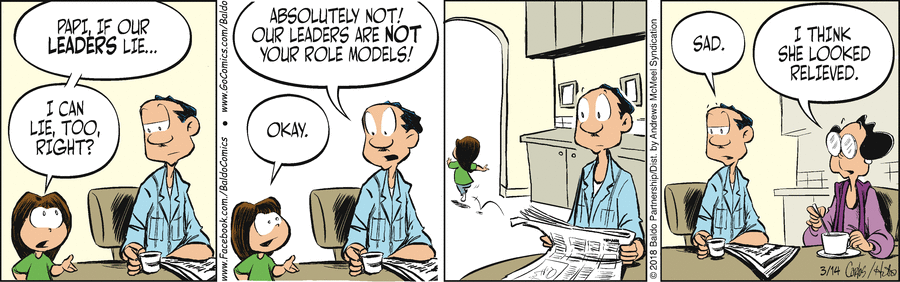 PAPI, IF OUR
LEADERS LIE...
I CAN
LIE, TOO,
RIGHT?
www.Facebook.com/BaldoComics • www.GoComics.com/Baldo
ABSOLUTELY NOT!
OUR LEADERS ARE NOT
YOUR ROLE MODELS!
OKAY.
©2018 Baldo Partnership/Dist. by Andrews McMeel Syndication
SAD.
I THINK
SHE LOOKED
RELIEVED.
3/14